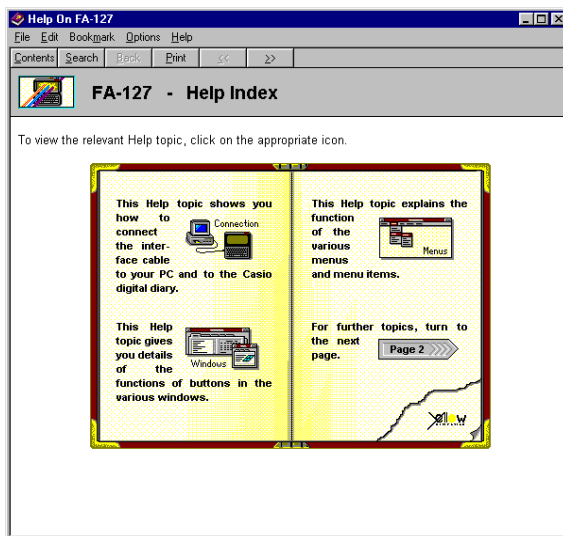 Help On FA-127
File Edit Bookmark Options Help
Contents Search Back Print << >>
FA-127 - Help Index
To view the relevant Help topic, click on the appropriate icon.
This Help topic shows you
how to
connect
the inter-
face cable
Connection
to your PC and to the Casio
digital diary.
This Help
topic gives
you details
of the
Windows
functions of buttons in the
various windows.
This Help topic explains the
function
of the
various
menus
Menus
and menu items.
For further topics, turn to
the next
page.
Page 2
Yellow